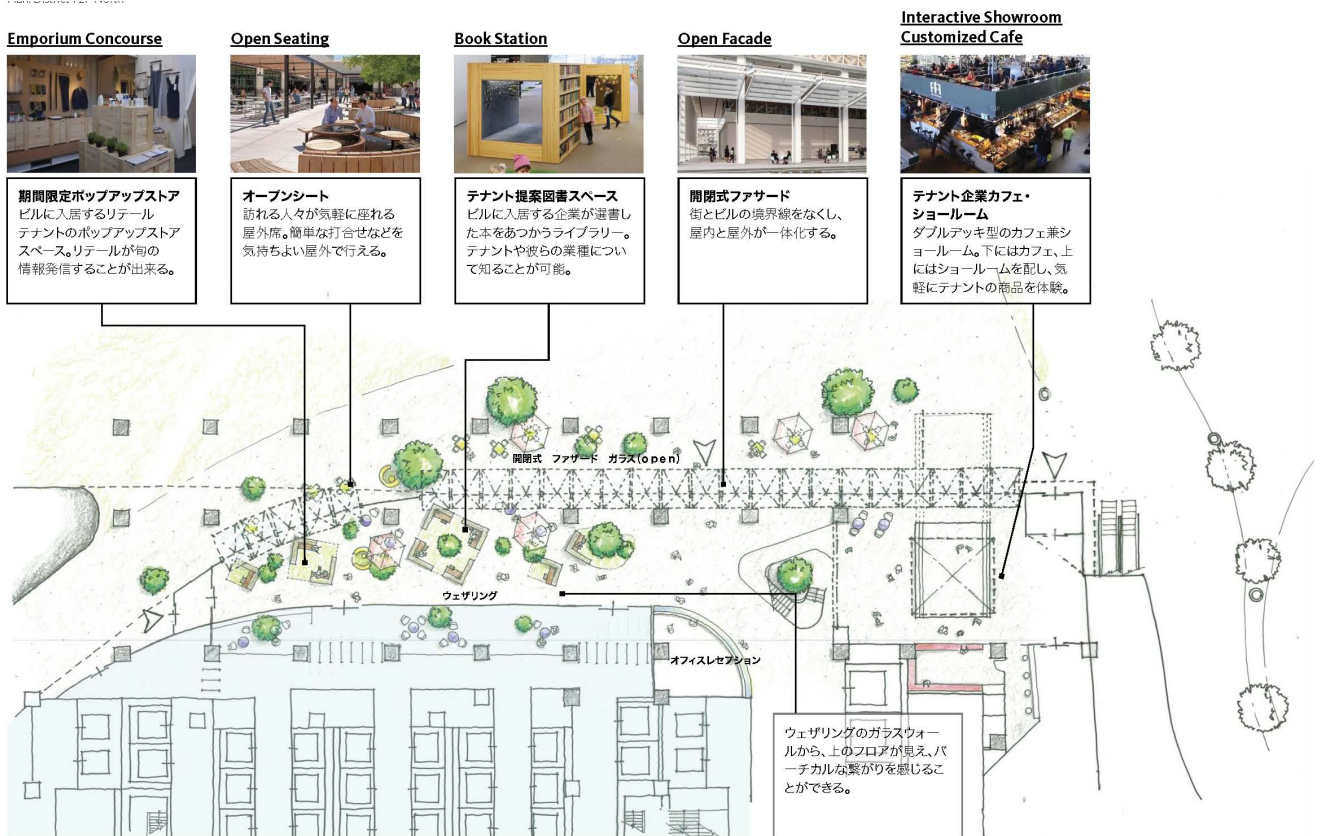 Emporium Concourse
期間限定ポップアップストア
ビルに入居するリテール
テナントのポップアップストア
スペース。リテールが旬の
情報発信することが出来る。
Open Seating
オープンシート
訪れる人々が気軽に座れる
屋外席。簡単な打合せなどを
気持ちよい屋外で行える。
Book Station
テナント提案図書スペース
ビルに入居する企業が選書し
た本をあつかうライブラリー。
テナントや彼らの業種につい
て知ることが可能。
Open Facade
開閉式ファサード
街とビルの境界線をなくし、
屋内と屋外が一体化する。
Interactive Showroom
Customized Cafe
テナント企業カフェ・
ショールーム
ダブルデッキ型のカフェ兼シ
ョールーム。下にはカフェ、上
にはショールームを配し、気
軽にテナントの商品を体験。
開閉式 ファザード ガラス(open)
ウェザリング
オフィスレセプション
ウェザリングのガラスウォー
ルから、上のフロアが見え、バ
ーチカルな繋がりを感じるこ
とができる。